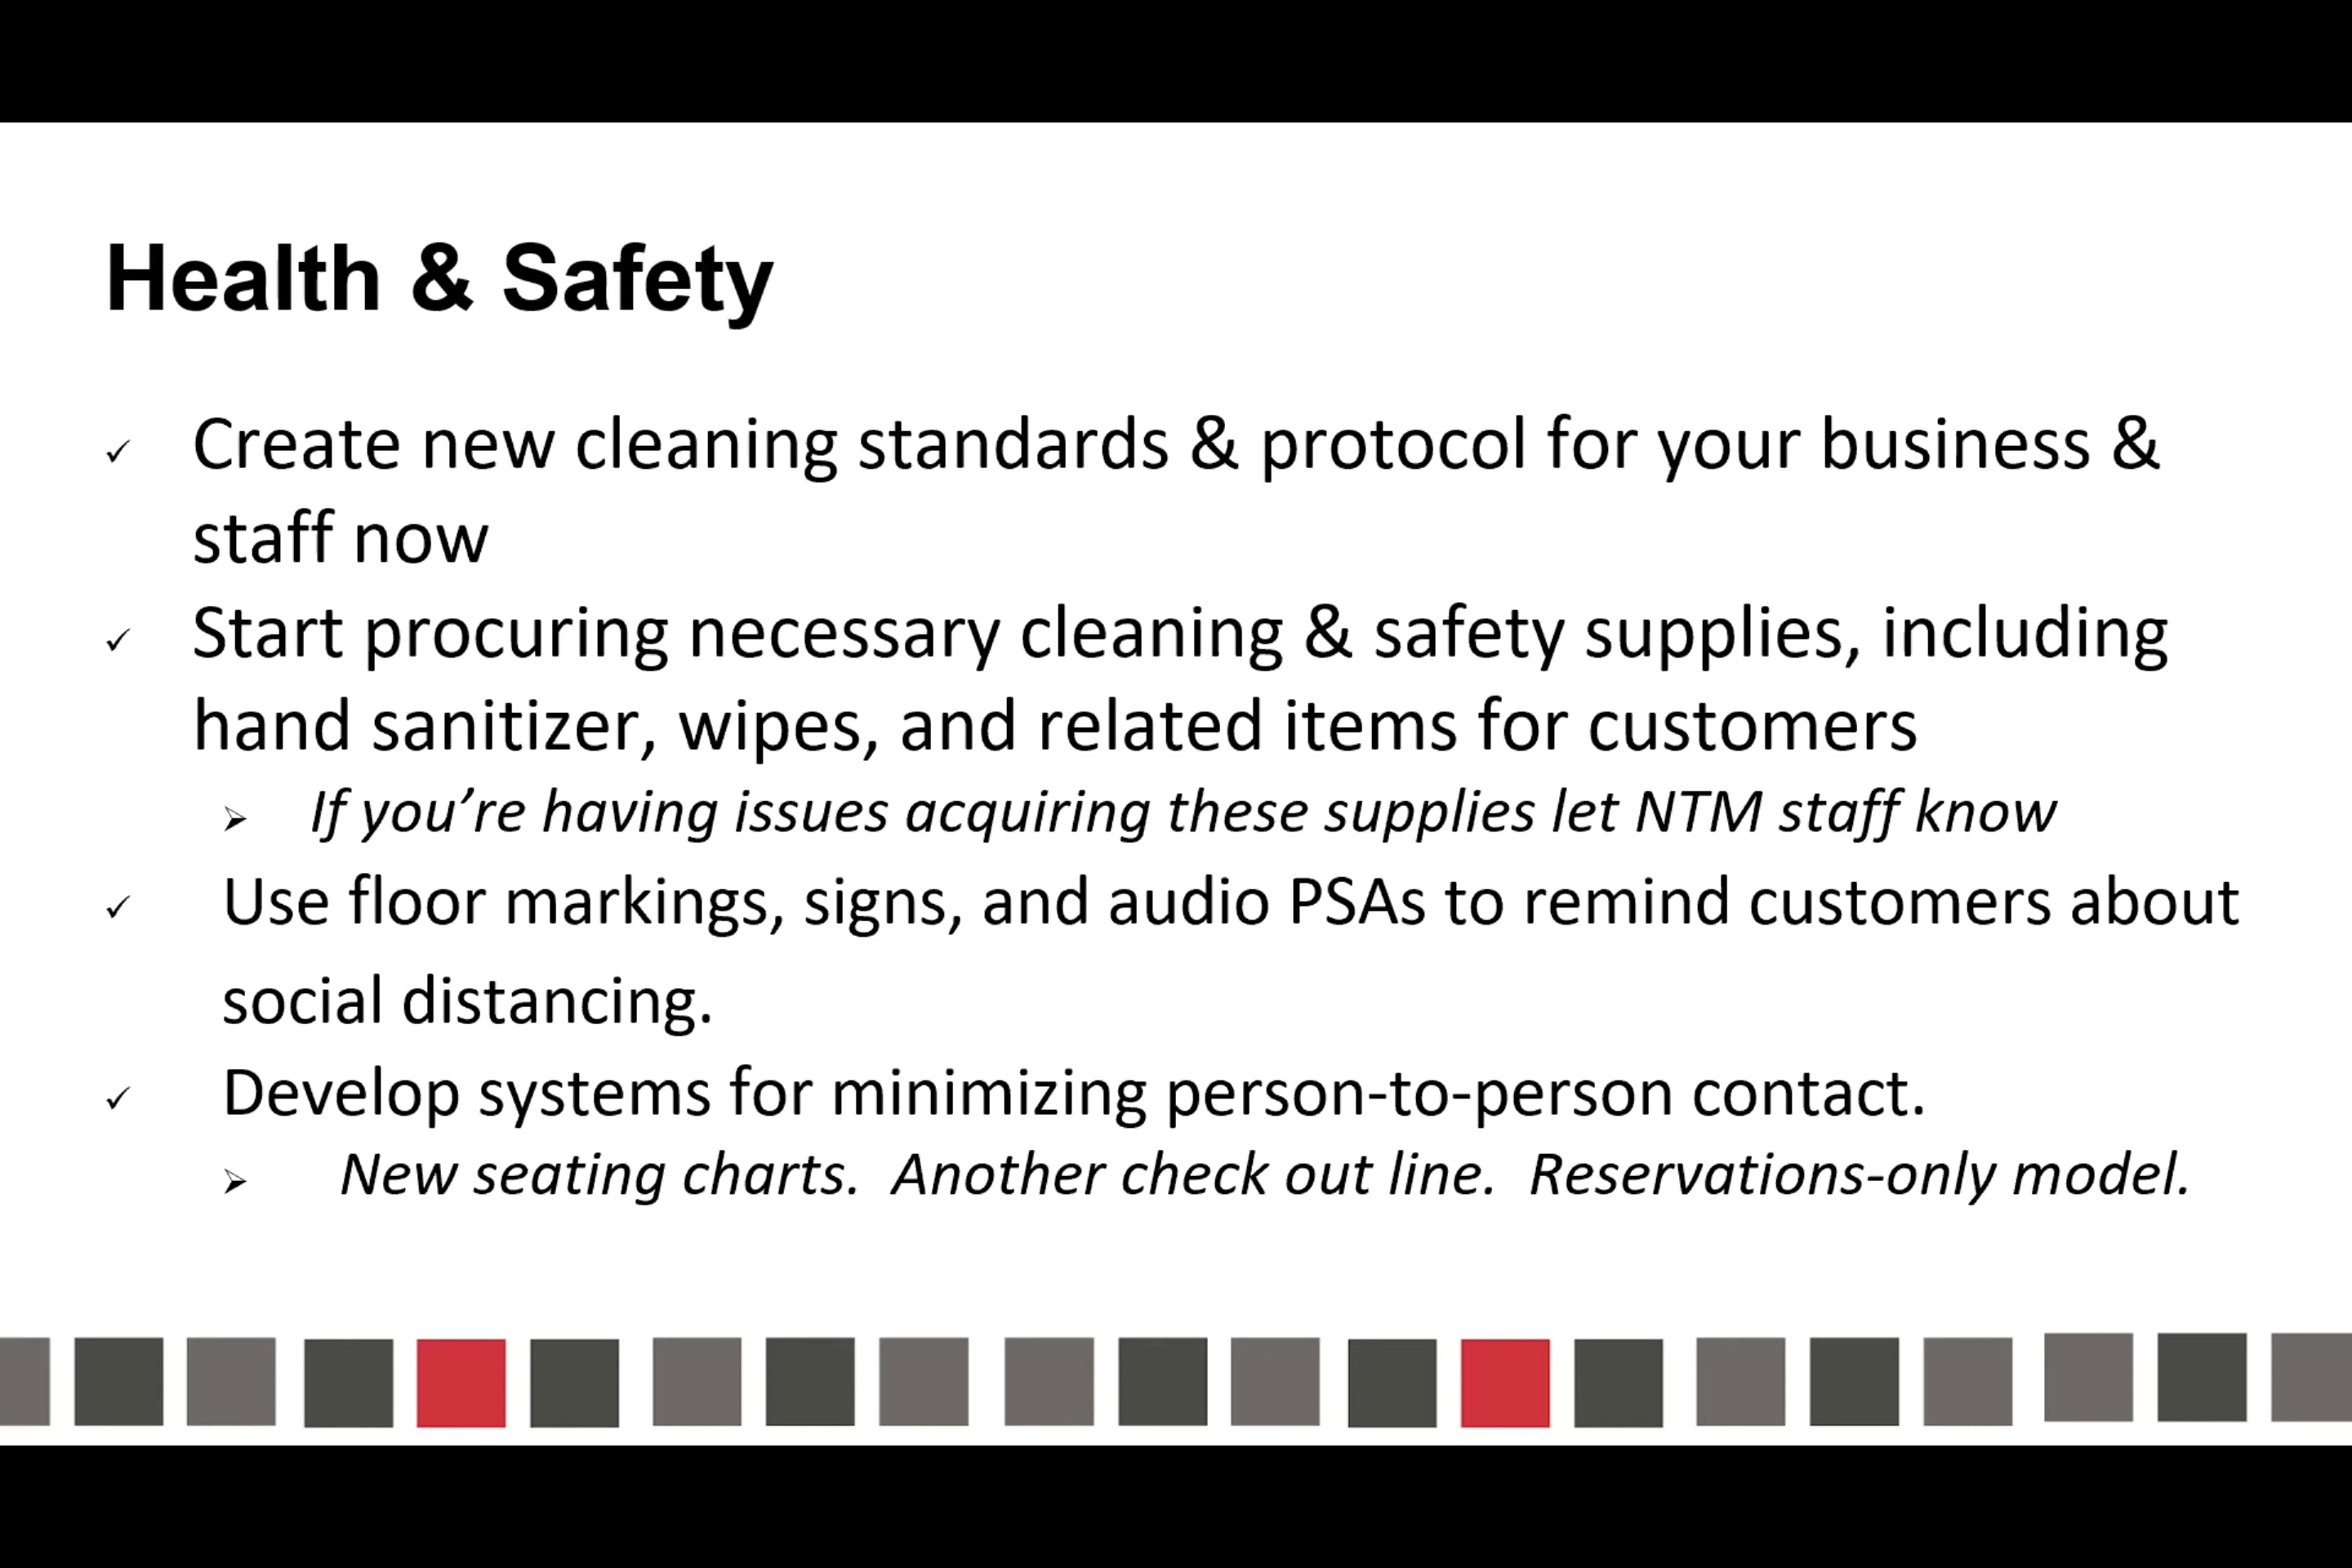 Health & Safety
Create new cleaning standards & protocol for your business &
staff now
Start procuring necessary cleaning & safety supplies, including
hand sanitizer, wipes, and related items for customers
If you’re having issues acquiring these supplies let NTM staff know
Use floor markings, signs, and audio PSAs to remind customers about
social distancing.
Develop systems for minimizing person-to-person contact.
New seating charts.  Another check out line.  Reservations-only model.